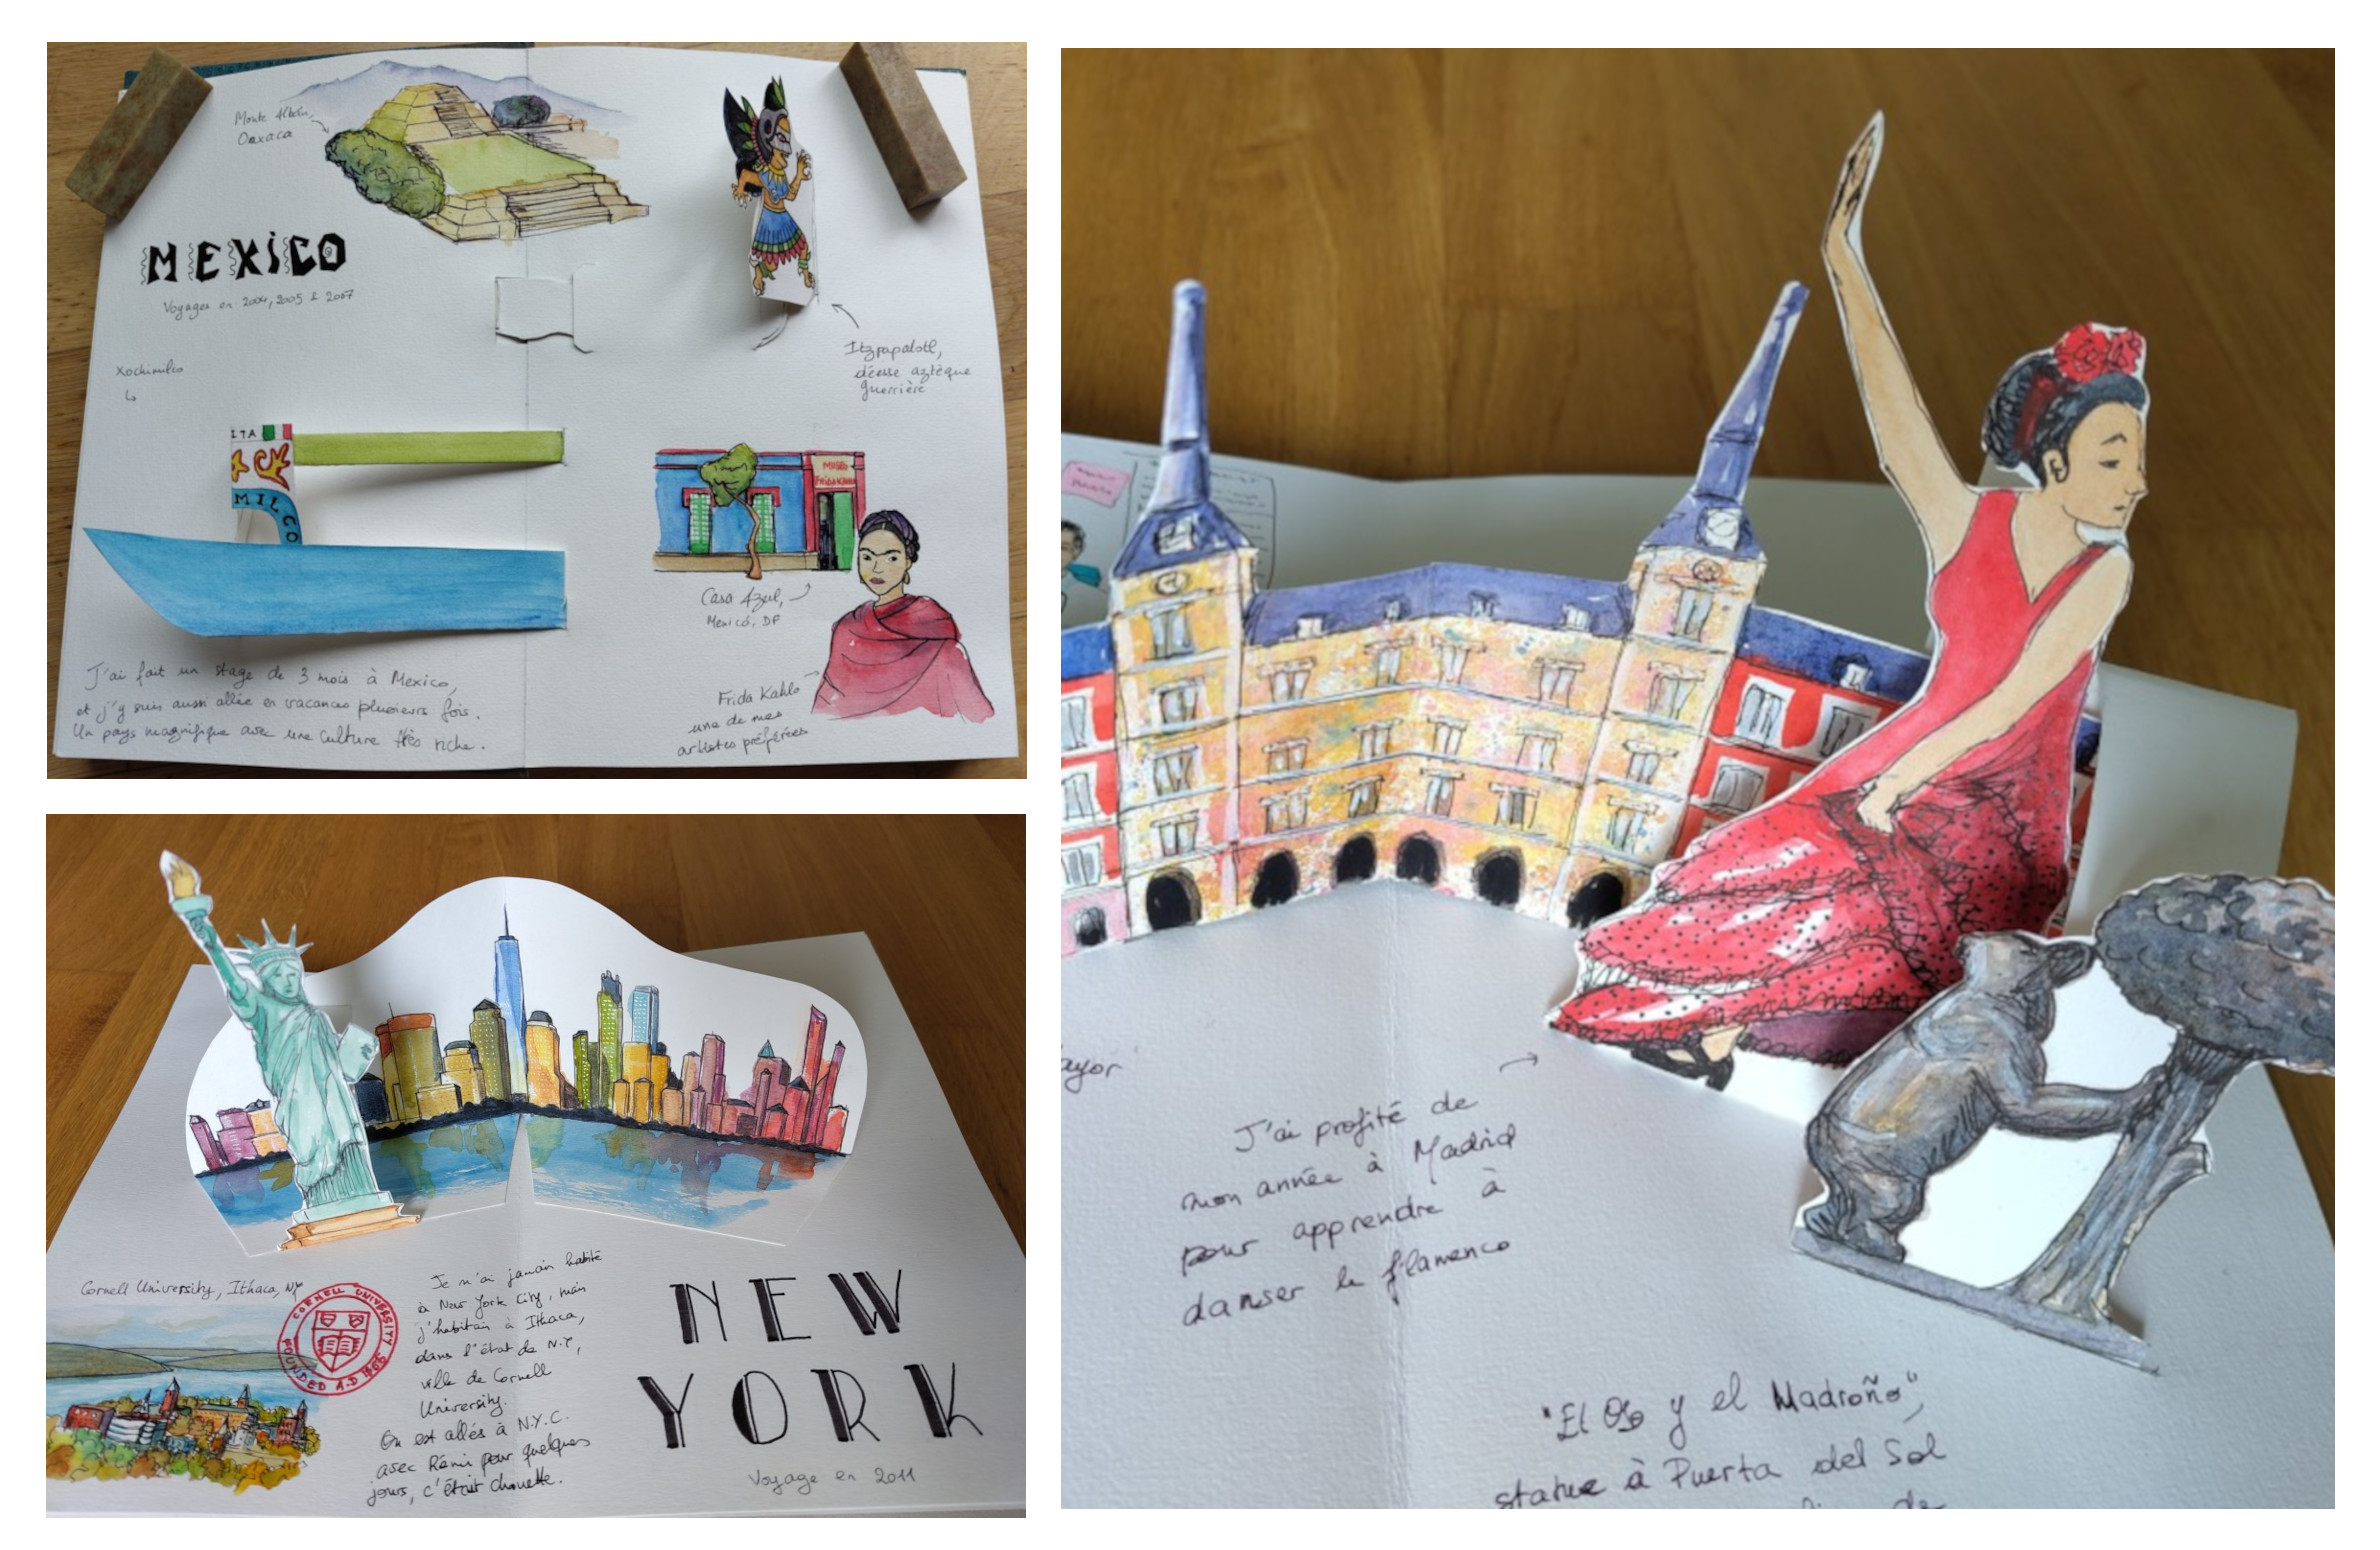 Monte Albán,
Oaxaca
MEXICO
Voyages en 2004, 2005 & 2007
Xochimilco
ITA
MILCO
Itzpapalotl,
déesse aztèque
guerrière
MUSEO
FRIDA KAHLO
Casa Azul,
Mexicó, DF
Frida Kahlo
une de mes
artistes préférées
J'ai fait un stage de 3 mois à Mexico,
et j'y suis aussi allée en vacances plusieurs fois.
Un pays magnifique avec une culture très riche.
Cornell University, Ithaca, NY
CORNELL UNIVERSITY
FOUNDED A.D. 1865
Je n'ai jamais habité
à New York City, mais
j'habitais à Ithaca,
dans l'état de N.Y,
ville de Cornell
University.
On est allés à N.Y.C.
avec Rémi pour quelques
jours, c'était chouette.
NEW
YORK
Voyage en 2011
ayor
J'ai profité de
mon année à Madrid
pour apprendre à
danser le flamenco
"El Oso y el Madroño",
statue à Puerta del Sol
de